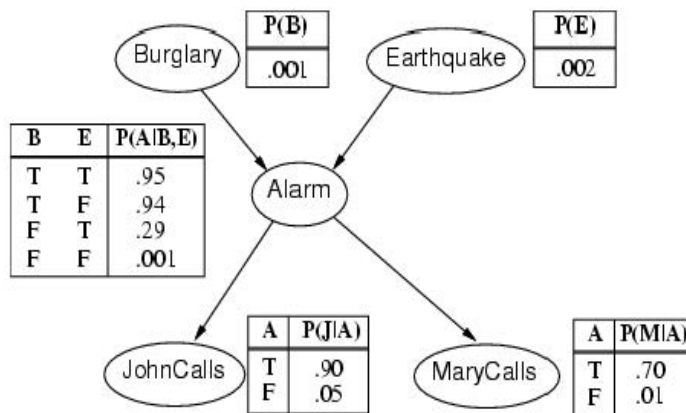 P(B)
.001
Burglary
P(E)
.002
Earthquake
B E P(A|B,E)
T T .95
T F .94
F T .29
F F .001
Alarm
JohnCalls
A P(J|A)
T .90
F .05
MaryCalls
A P(M|A)
T .70
F .01